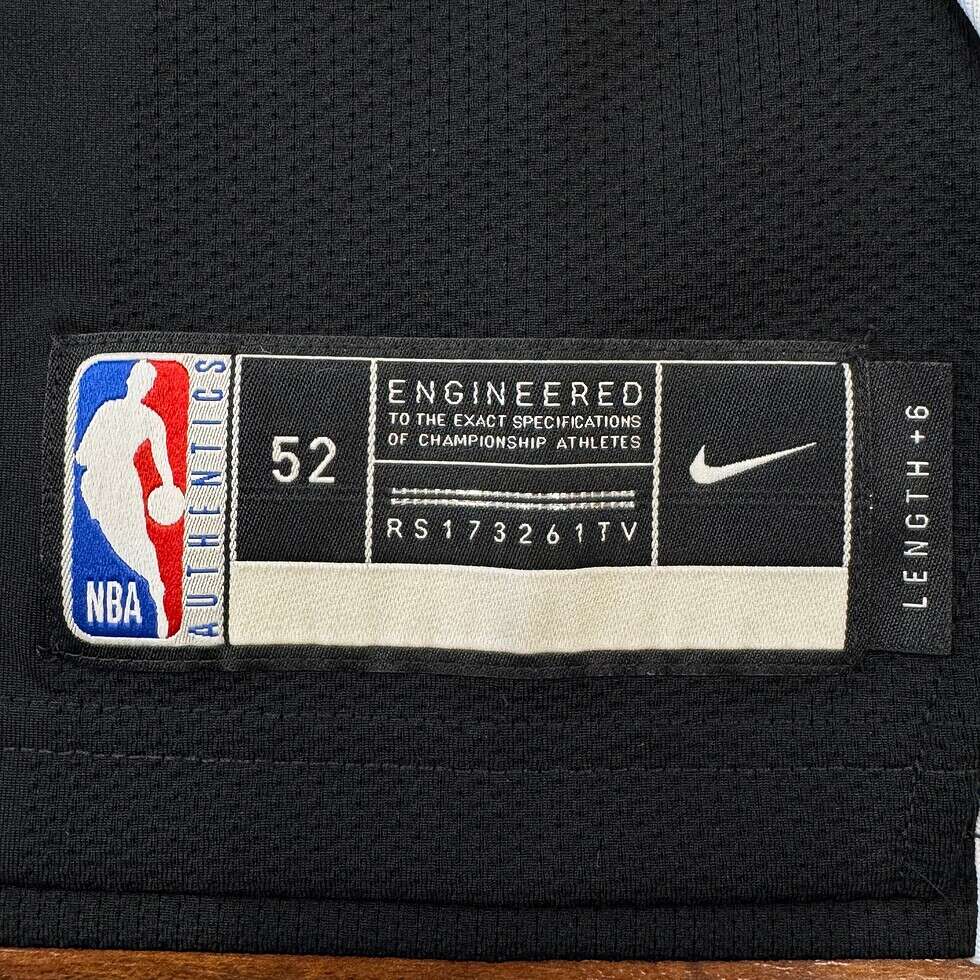 NBA
AUTHENTICS
52
ENGINEERED
TO THE EXACT SPECIFICATIONS
OF CHAMPIONSHIP ATHLETES
RS173261TV
LENGTH +6